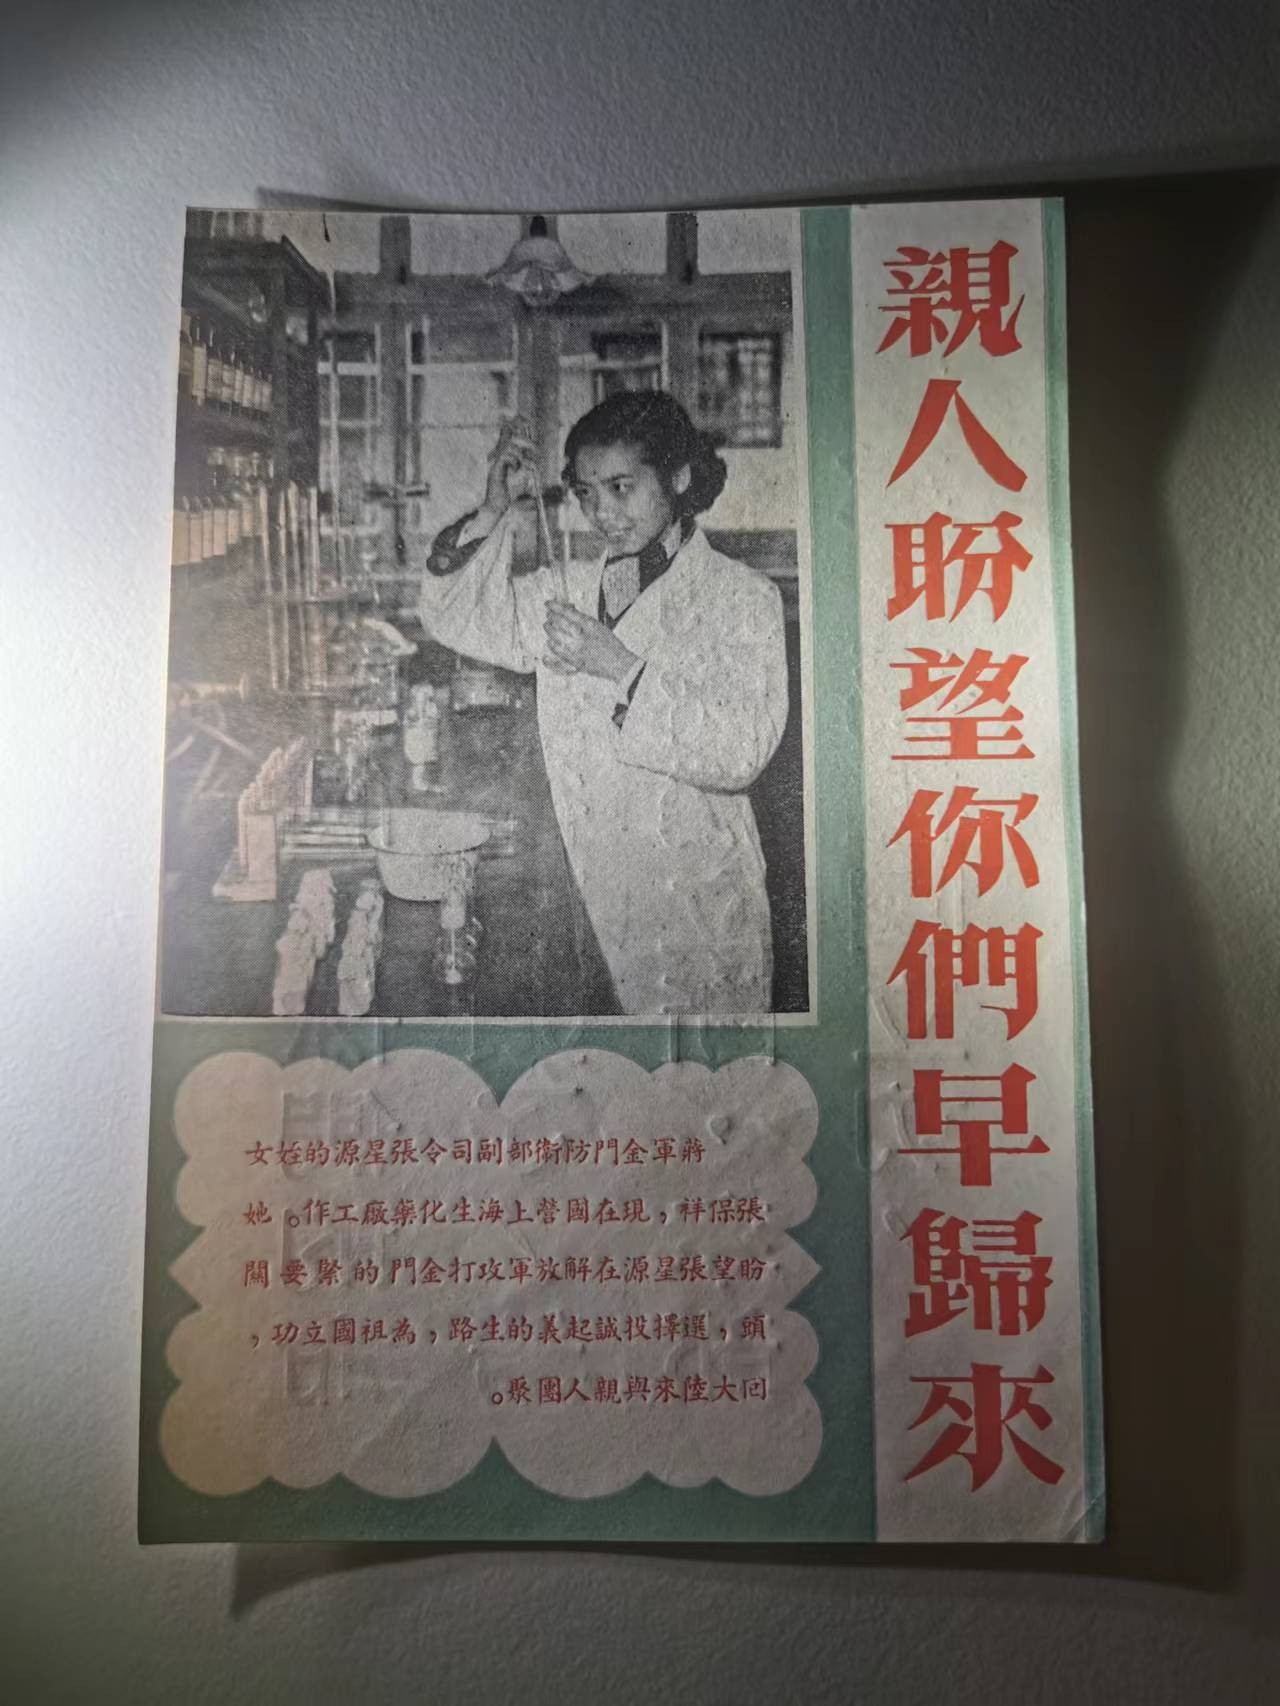 親人盼望你們早歸來
蔣軍金門防衛部副司令張星源的姪女
張保祥，現在國營上海生化藥廠工作。她
盼望張星源在解放軍攻打金門的緊要關
頭，選擇投誠起義的生路，為祖國立功，
回大陸來與親人團聚。